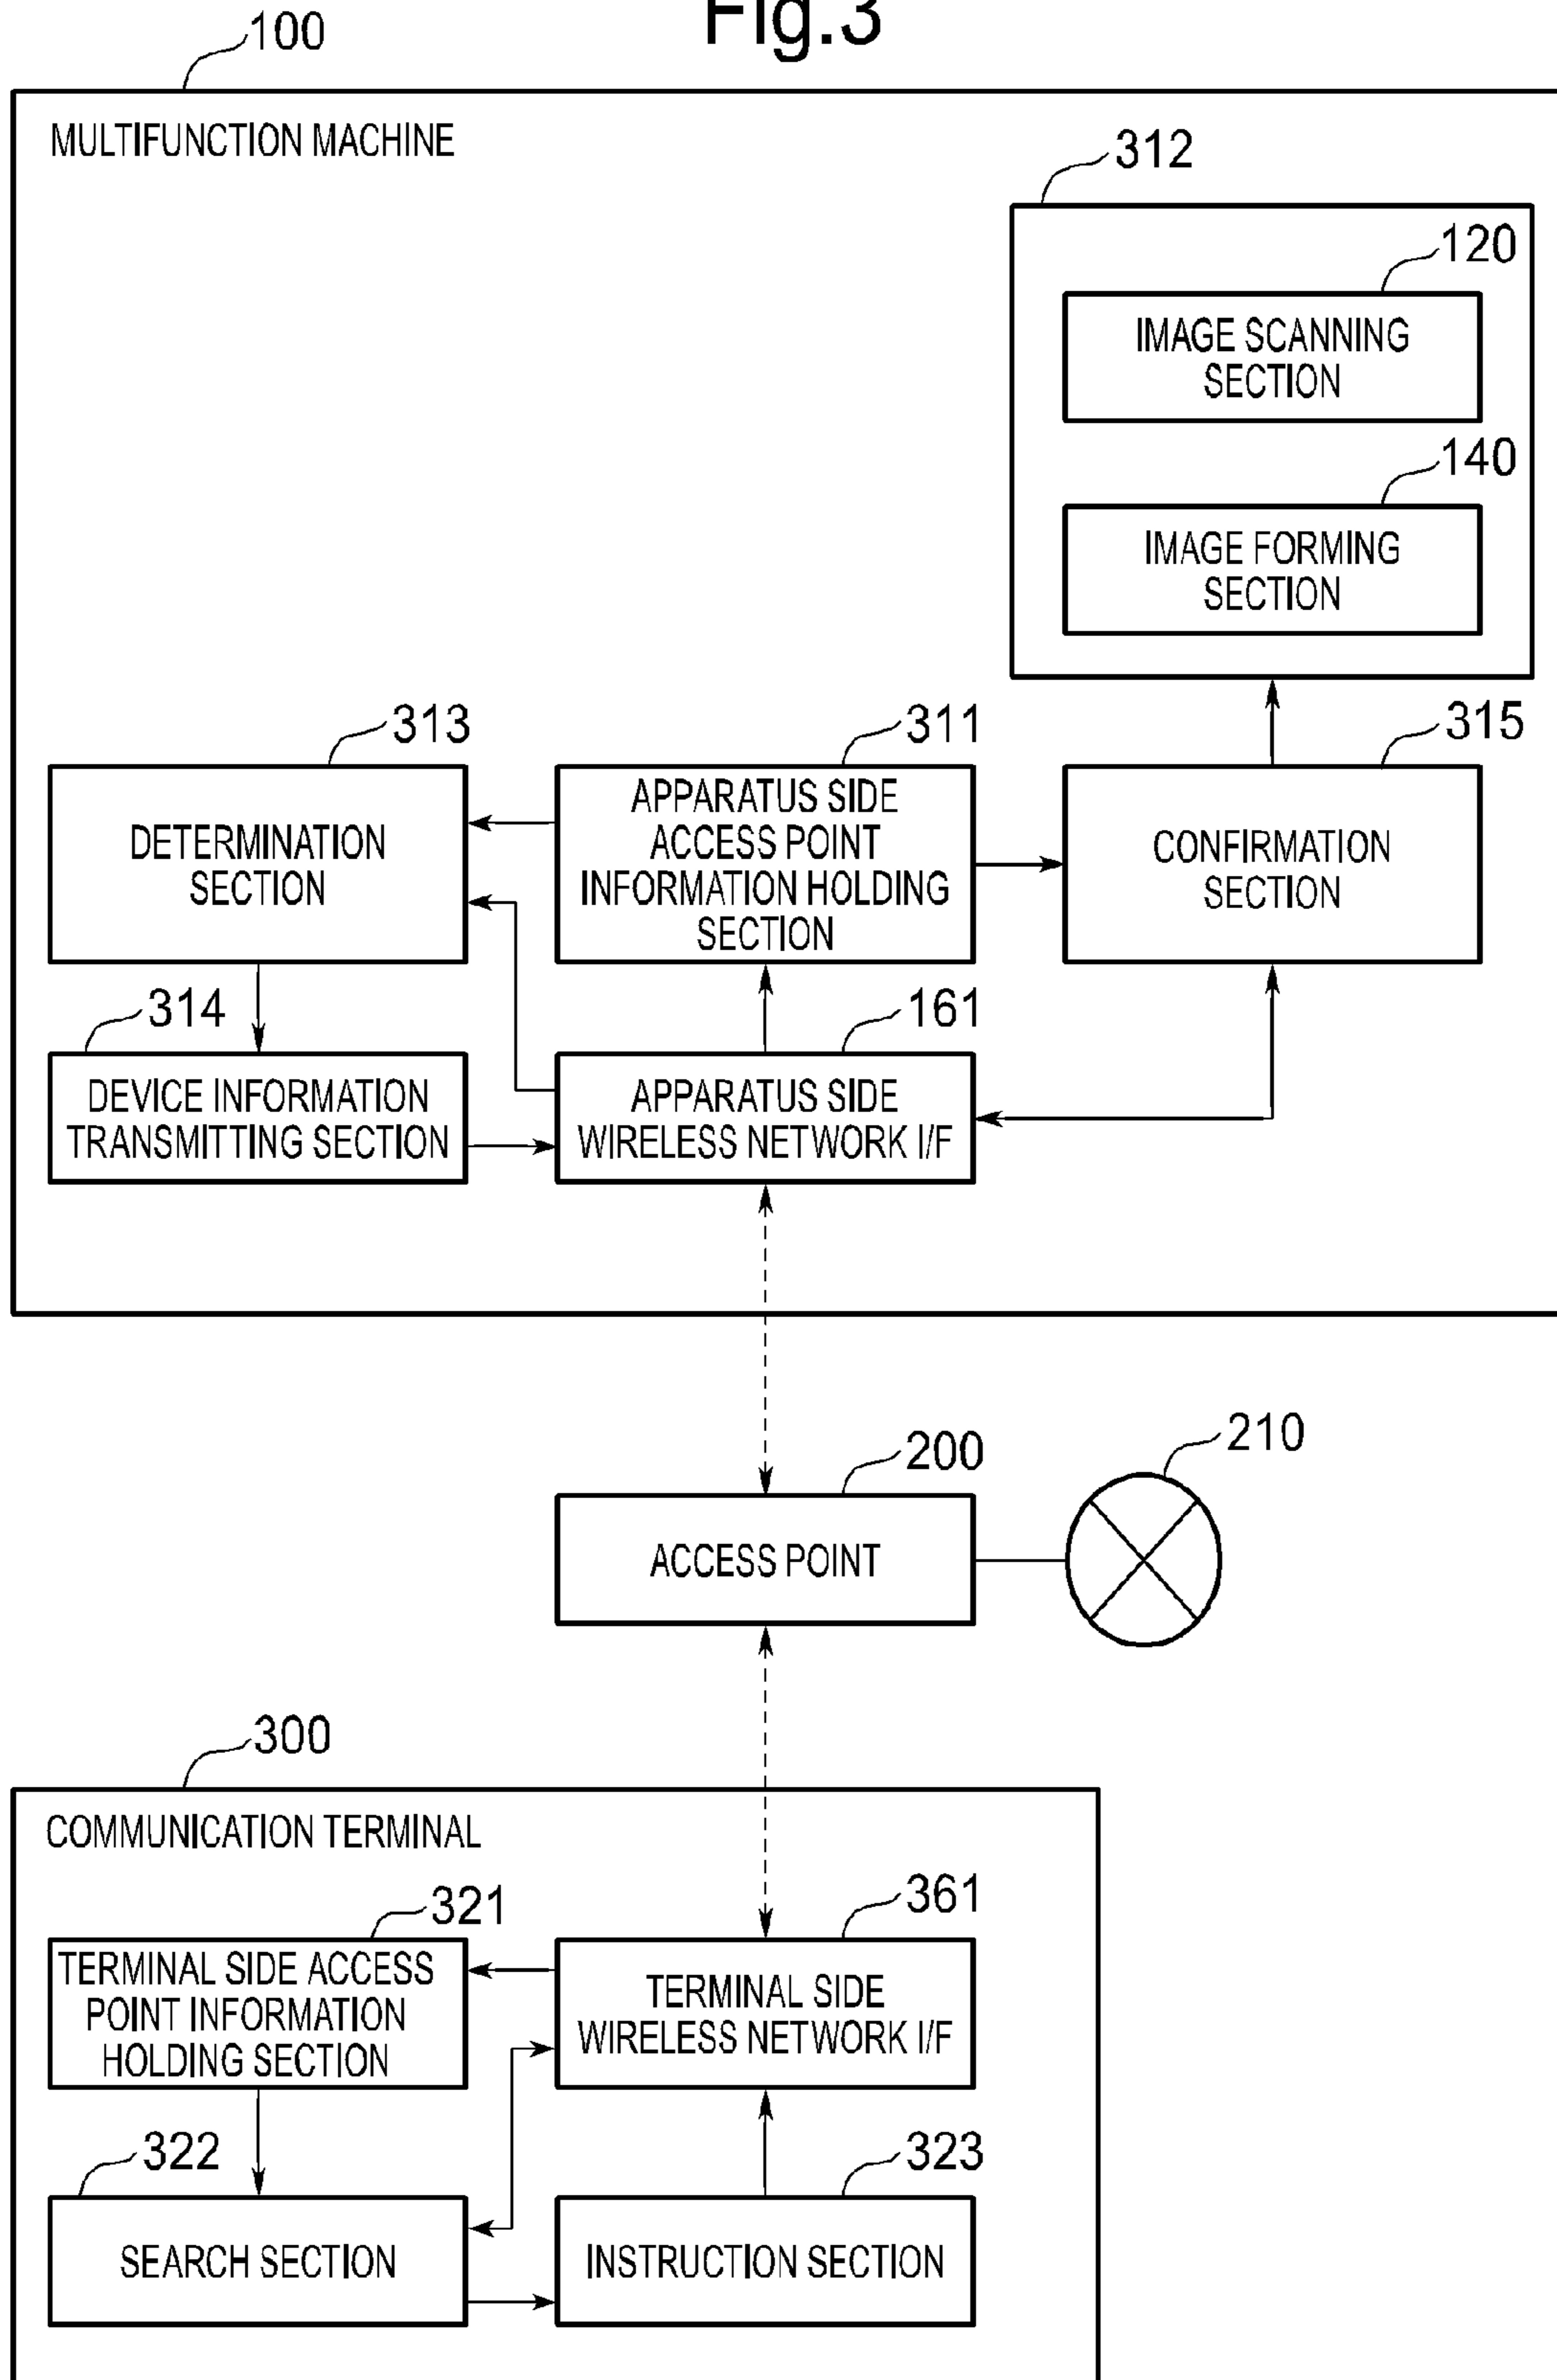 Fig.3
100
MULTIFUNCTION MACHINE
312
120
IMAGE SCANNING
SECTION
140
IMAGE FORMING
SECTION
313
311
315
DETERMINATION
SECTION
APPARATUS SIDE
ACCESS POINT
INFORMATION HOLDING
SECTION
CONFIRMATION
SECTION
314
161
DEVICE INFORMATION
TRANSMITTING SECTION
APPARATUS SIDE
WIRELESS NETWORK I/F
200
210
ACCESS POINT
300
COMMUNICATION TERMINAL
321
361
TERMINAL SIDE ACCESS
POINT INFORMATION
HOLDING SECTION
TERMINAL SIDE
WIRELESS NETWORK I/F
322
323
SEARCH SECTION
INSTRUCTION SECTION